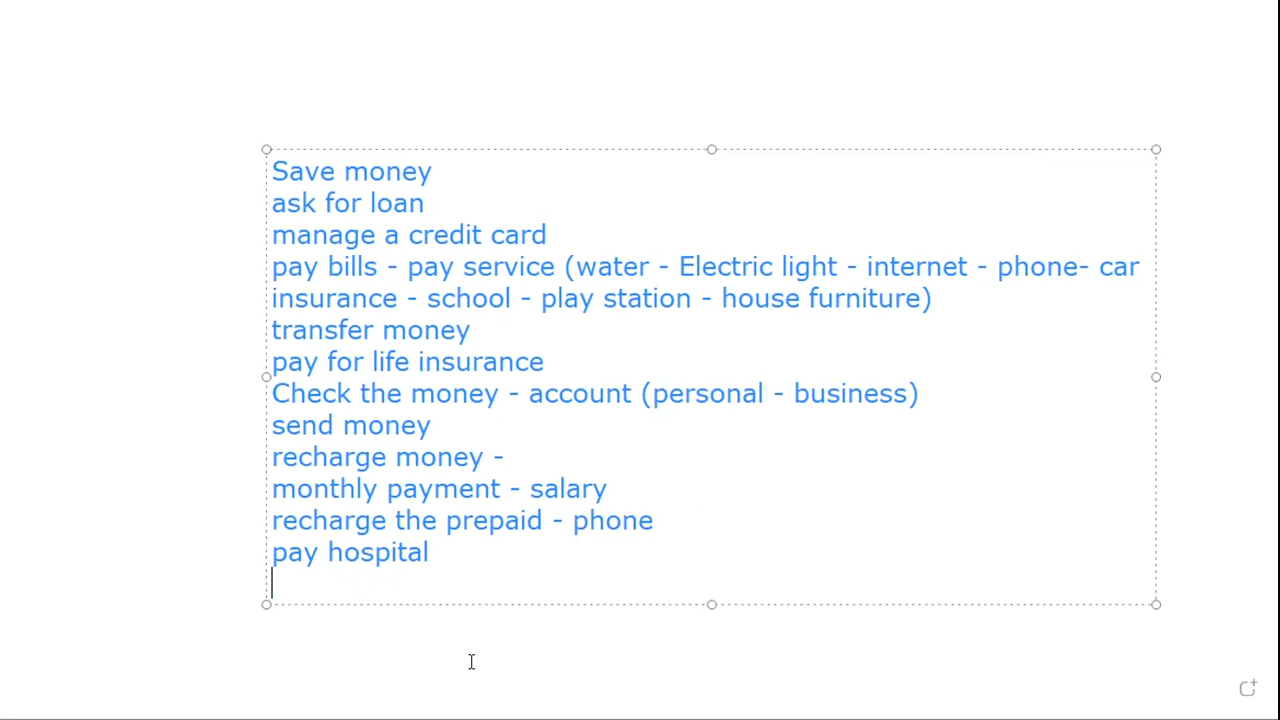 Save money
ask for loan
manage a credit card
pay bills - pay service (water - Electric light - internet - phone- car
insurance - school - play station - house furniture)
transfer money
pay for life insurance
Check the money - account (personal - business)
send money
recharge money -
monthly payment - salary
recharge the prepaid - phone
pay hospital